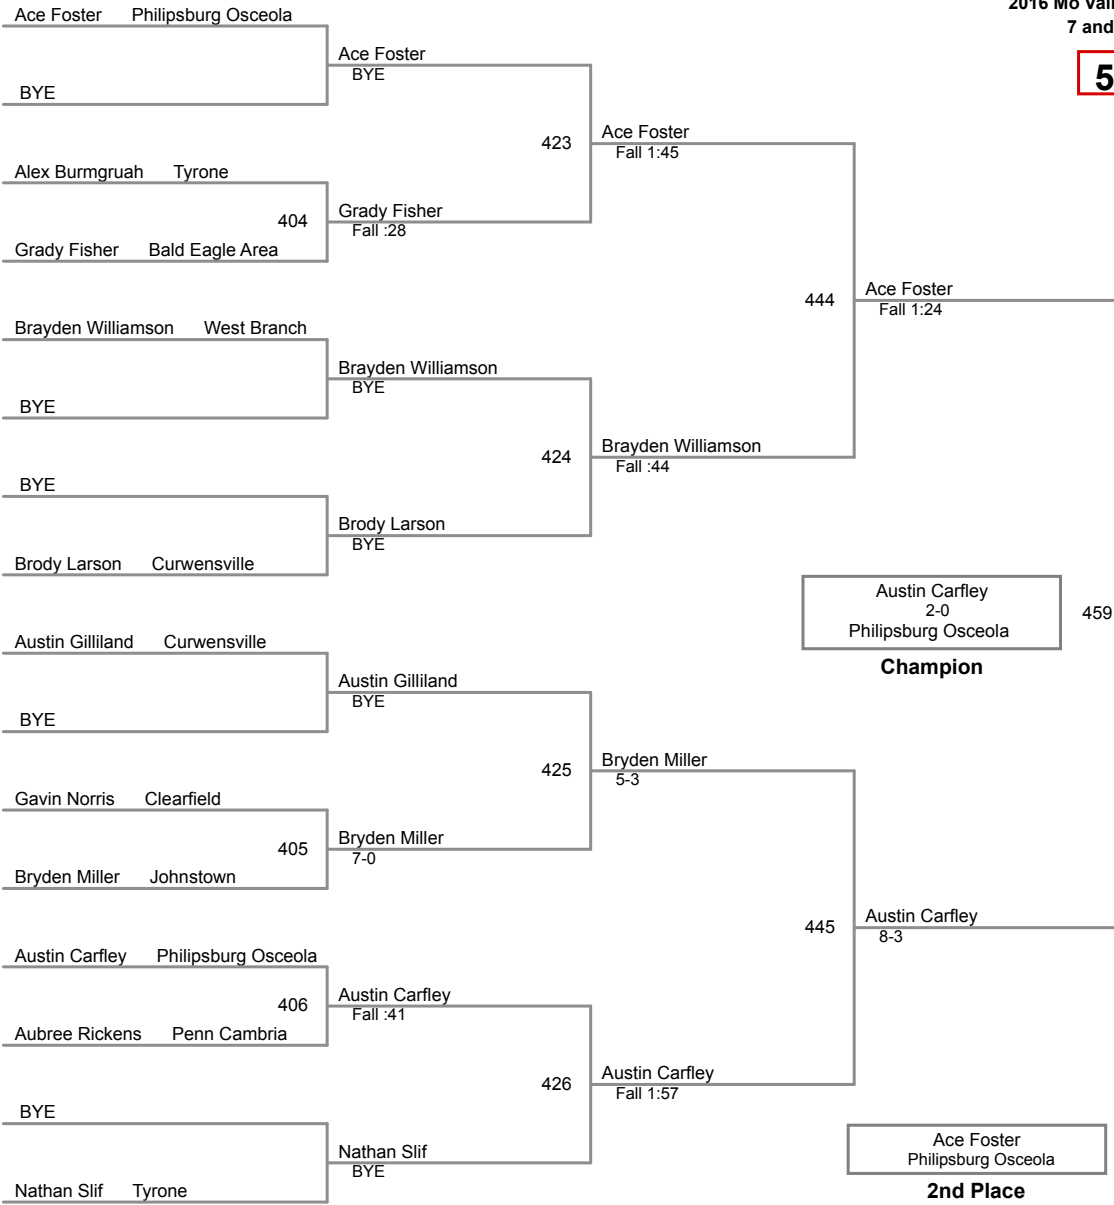 2016 Mo Vall
7 and
5
Ace Foster Philipsburg Osceola
Ace Foster
BYE
BYE
423
Ace Foster
Fall 1:45
Alex Burmgruah Tyrone
404
Grady Fisher
Fall :28
Grady Fisher Bald Eagle Area
444
Ace Foster
Fall 1:24
Brayden Williamson West Branch
Brayden Williamson
BYE
BYE
424
Brayden Williamson
Fall :44
BYE
Brody Larson
BYE
Brody Larson Curwensville
Austin Carfley
2-0
Philipsburg Osceola
459
Champion
Austin Gilliland Curwensville
Austin Gilliland
BYE
BYE
425
Bryden Miller
5-3
Gavin Norris Clearfield
405
Bryden Miller
7-0
Bryden Miller Johnstown
445
Austin Carfley
8-3
Austin Carfley Philipsburg Osceola
406
Austin Carfley
Fall :41
Aubree Rickens Penn Cambria
426
Austin Carfley
Fall 1:57
BYE
Nathan Slif
BYE
Nathan Slif Tyrone
Ace Foster
Philipsburg Osceola
2nd Place